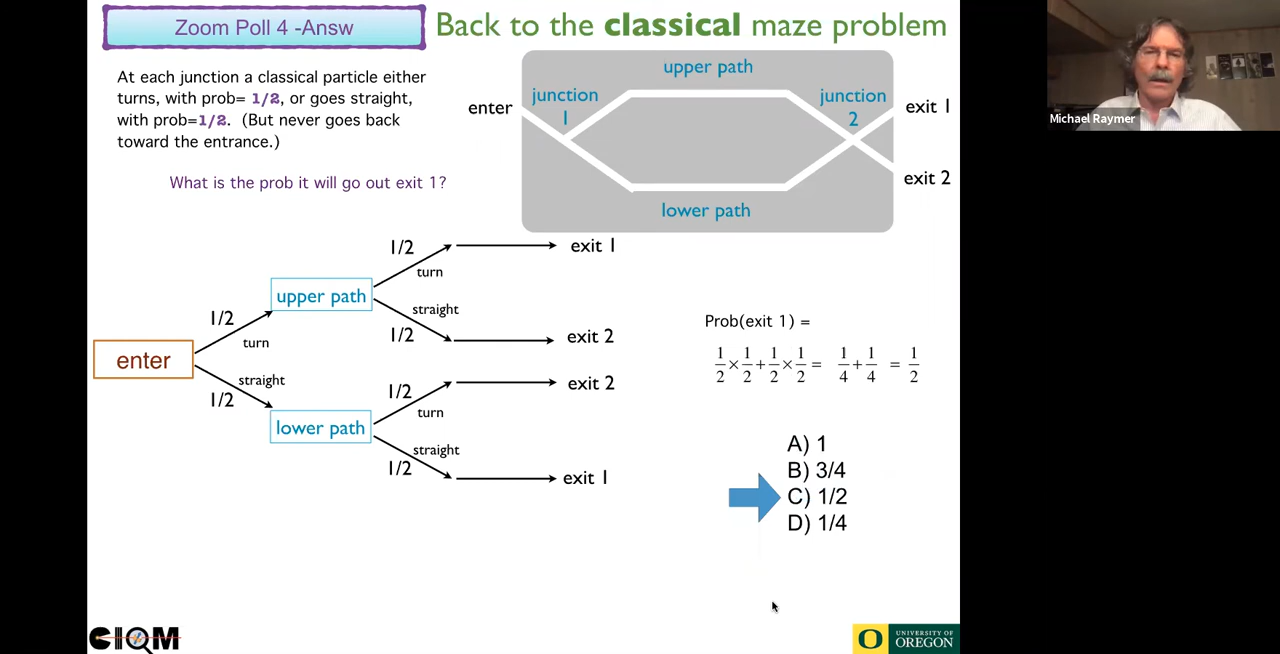 Zoom Poll 4 -Answ
Back to the classical maze problem
At each junction a classical particle either
turns, with prob= 1/2, or goes straight,
with prob=1/2. (But never goes back
toward the entrance.)
What is the prob it will go out exit 1?
upper path
enter
junction
1
junction
2
exit 1
exit 2
lower path
1/2
turn
exit 1
upper path
straight
1/2
exit 2
1/2
turn
enter
straight
1/2
1/2
turn
exit 2
lower path
straight
1/2
exit 1
Prob(exit 1) =
1/2 × 1/2 + 1/2 × 1/2 = 1/4 + 1/4 = 1/2
A) 1
B) 3/4
C) 1/2
D) 1/4
Michael Raymer
CIQM
O
UNIVERSITY OF
OREGON